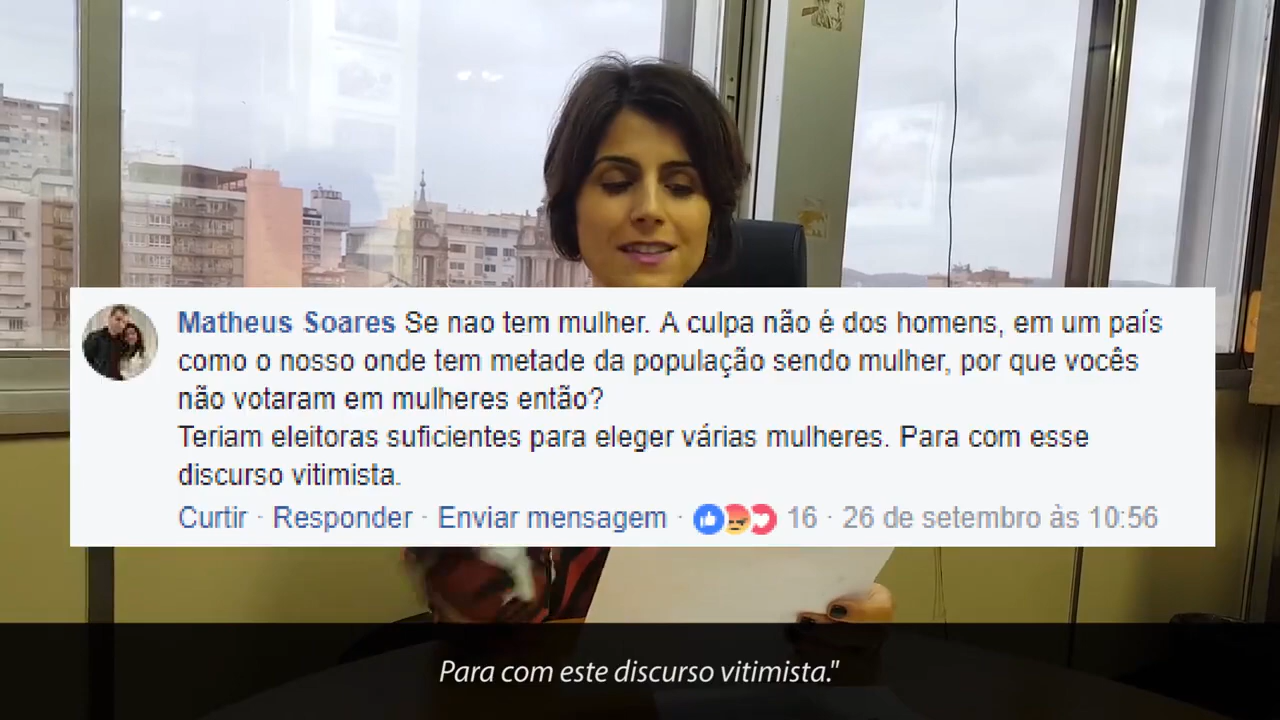 Matheus Soares Se nao tem mulher. A culpa não é dos homens, em um país
como o nosso onde tem metade da população sendo mulher, por que vocês
não votaram em mulheres então?
Teriam eleitoras suficientes para eleger várias mulheres. Para com esse
discurso vitimista.
Curtir · Responder · Enviar mensagem · 16 · 26 de setembro às 10:56
Para com este discurso vitimista."